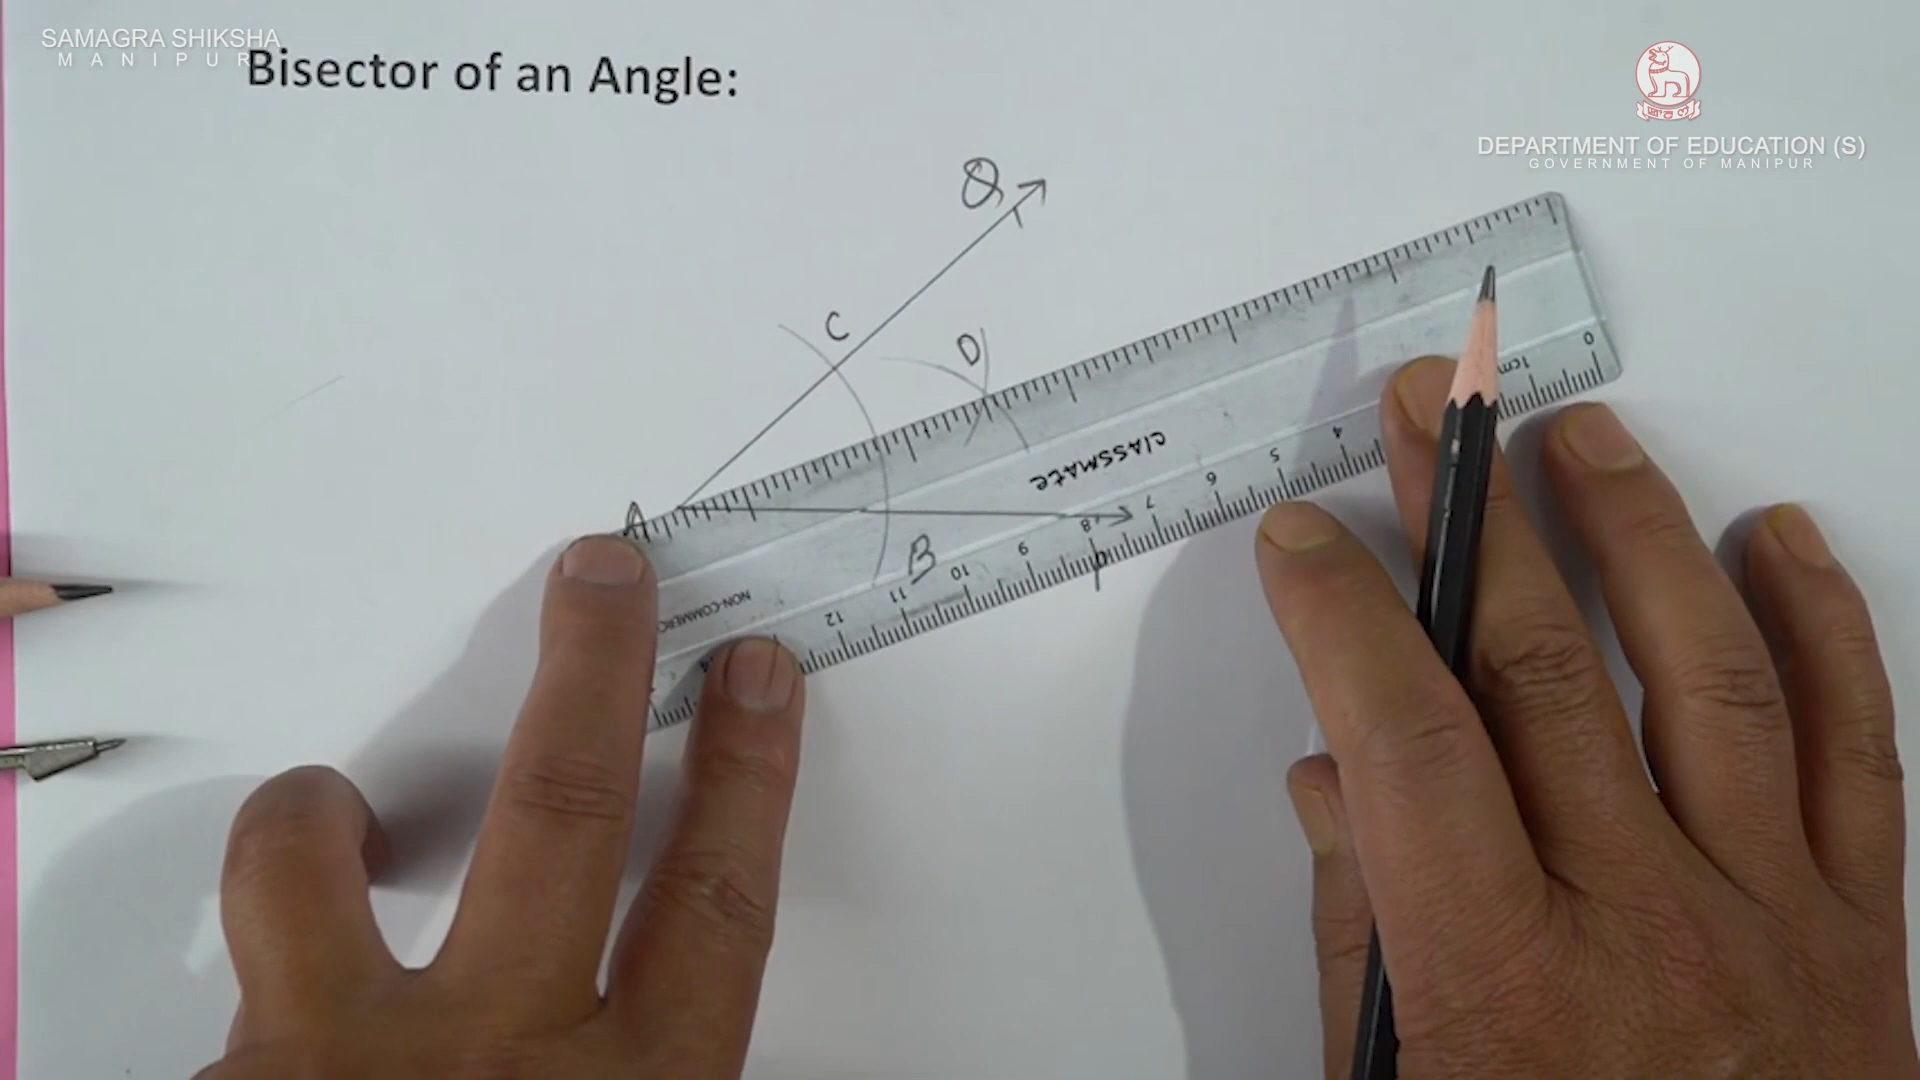 SAMAGRA SHIKSHA
MANIPUR
Bisector of an Angle:
DEPARTMENT OF EDUCATION (S)
GOVERNMENT OF MANIPUR
Q
C
D
A
B
P
classmate
NON-COMMERC
0
1cm
4
5
6
7
8
9
10
11
12